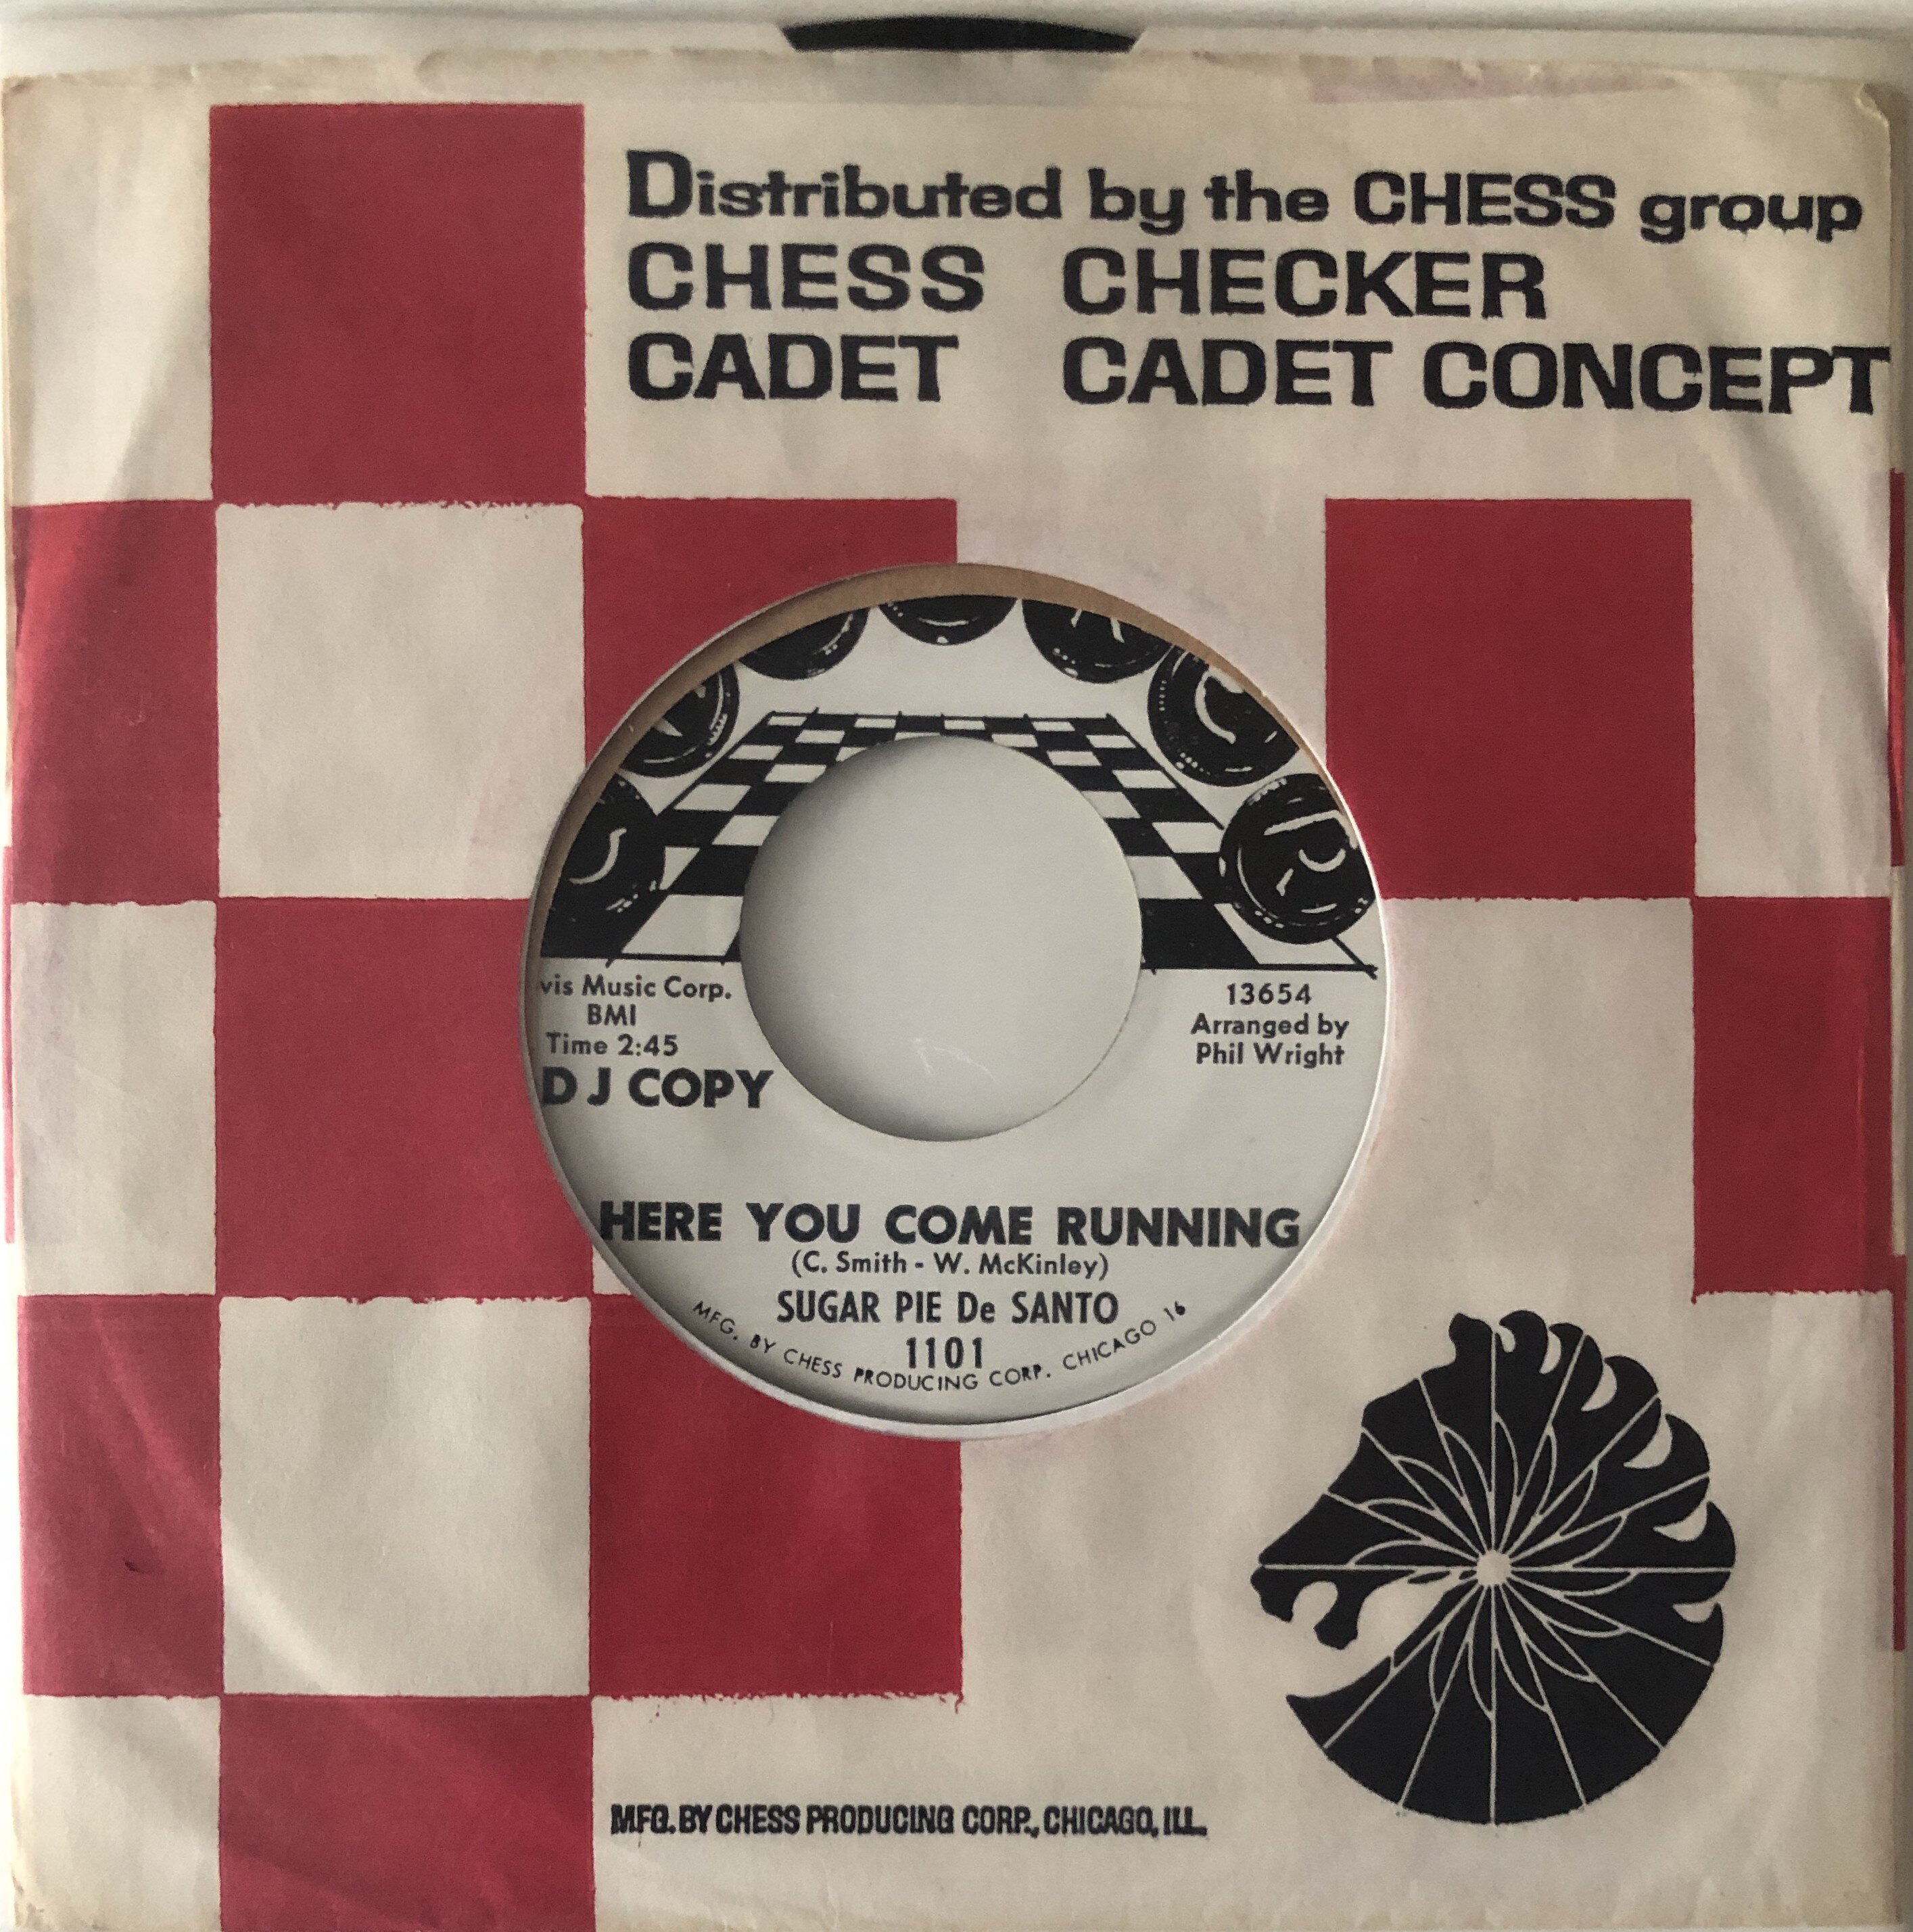 Distributed by the CHESS group
CHESS CHECKER
CADET CADET CONCEPT
vis Music Corp.
BMI
Time 2:45
DJ COPY
13654
Arranged by
Phil Wright
HERE YOU COME RUNNING
(C. Smith - W. McKinley)
SUGAR PIE De SANTO
1101
MFG. BY CHESS PRODUCING CORP. CHICAGO 16
MFG. BY CHESS PRODUCING CORP., CHICAGO, ILL.